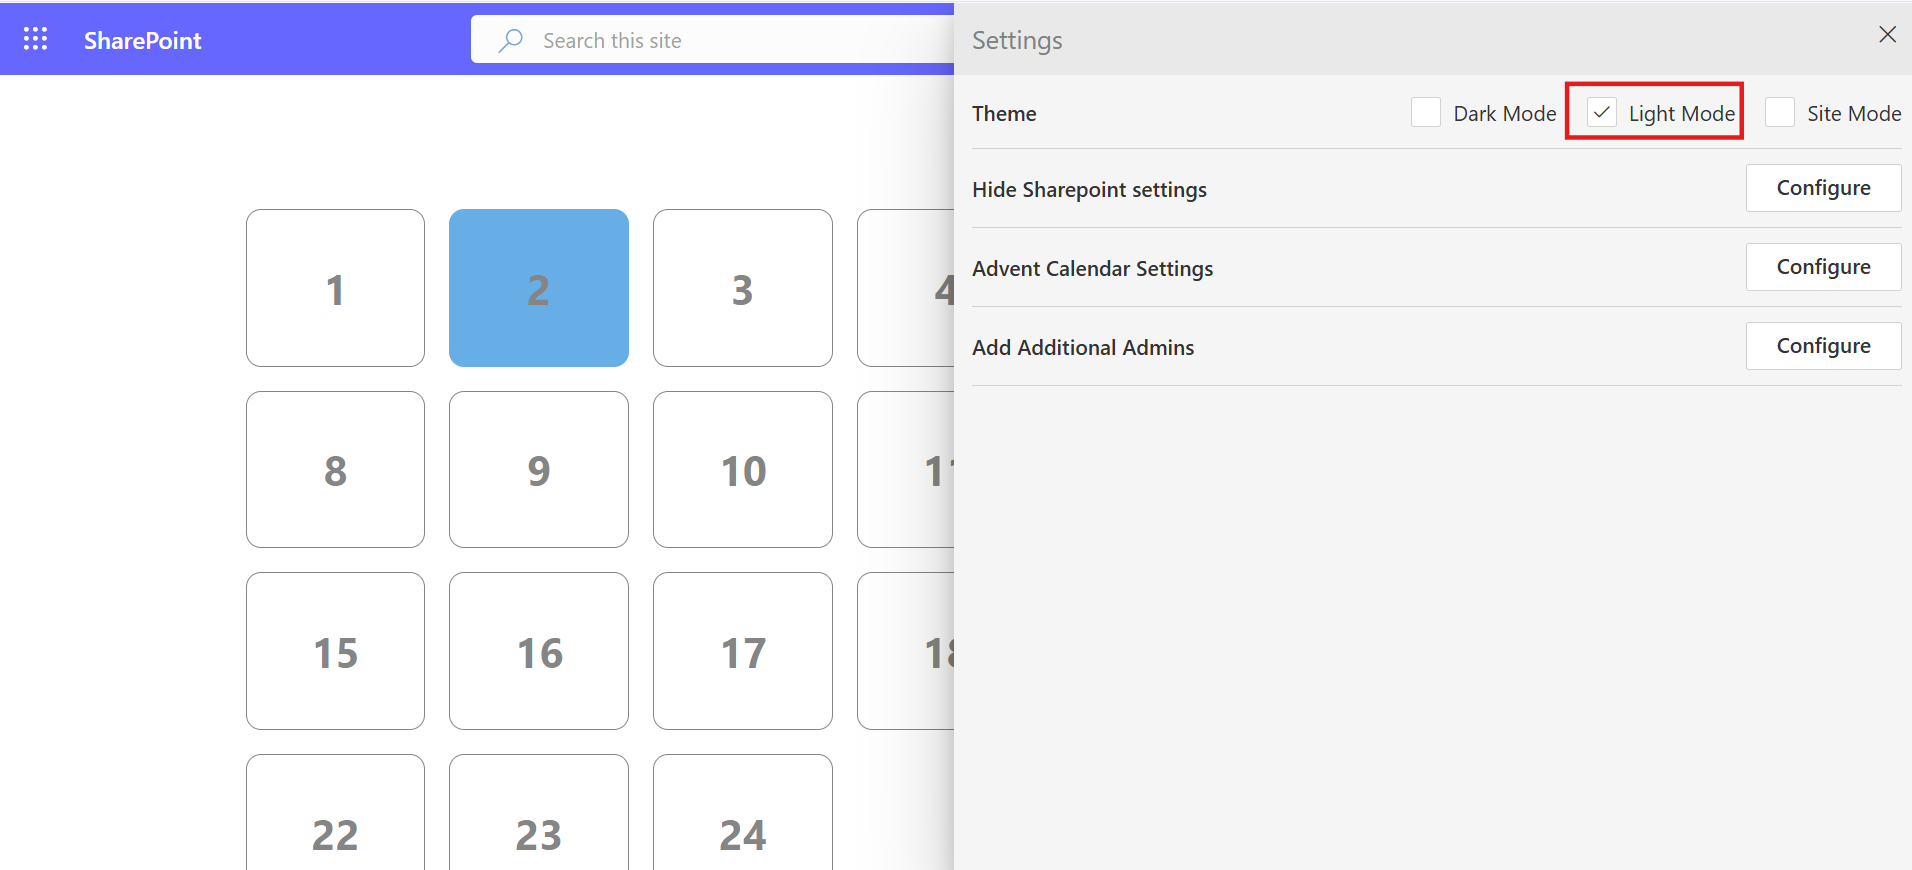 SharePoint
Search this site
Settings
Theme
Dark Mode
Light Mode
Site Mode
Hide Sharepoint settings
Configure
Advent Calendar Settings
Configure
Add Additional Admins
Configure
1 2 3 4
8 9 10 11
15 16 17 18
22 23 24